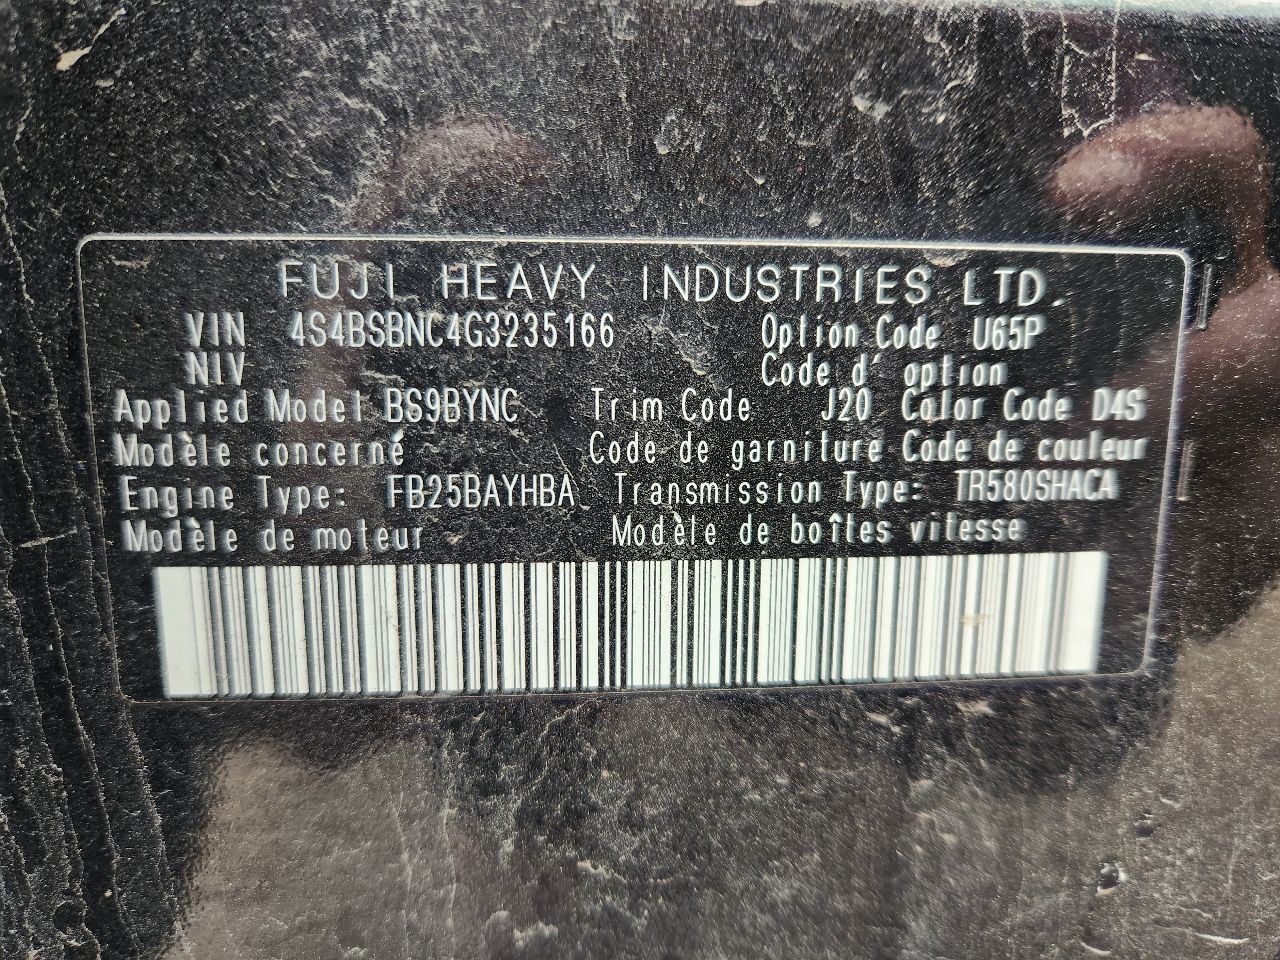 FUJI HEAVY INDUSTRIES LTD.
VIN 4S4BSBNC4G3235166 Option Code U65P
NIV Code d' option
Applied Model BS9BYNC Trim Code J20 Color Code D4S
Modèle concerné Code de garniture Code de couleur
Engine Type: FB25BAYHBA Transmission Type: TR580SHACA
Modèle de moteur Modèle de boîtes vitesse